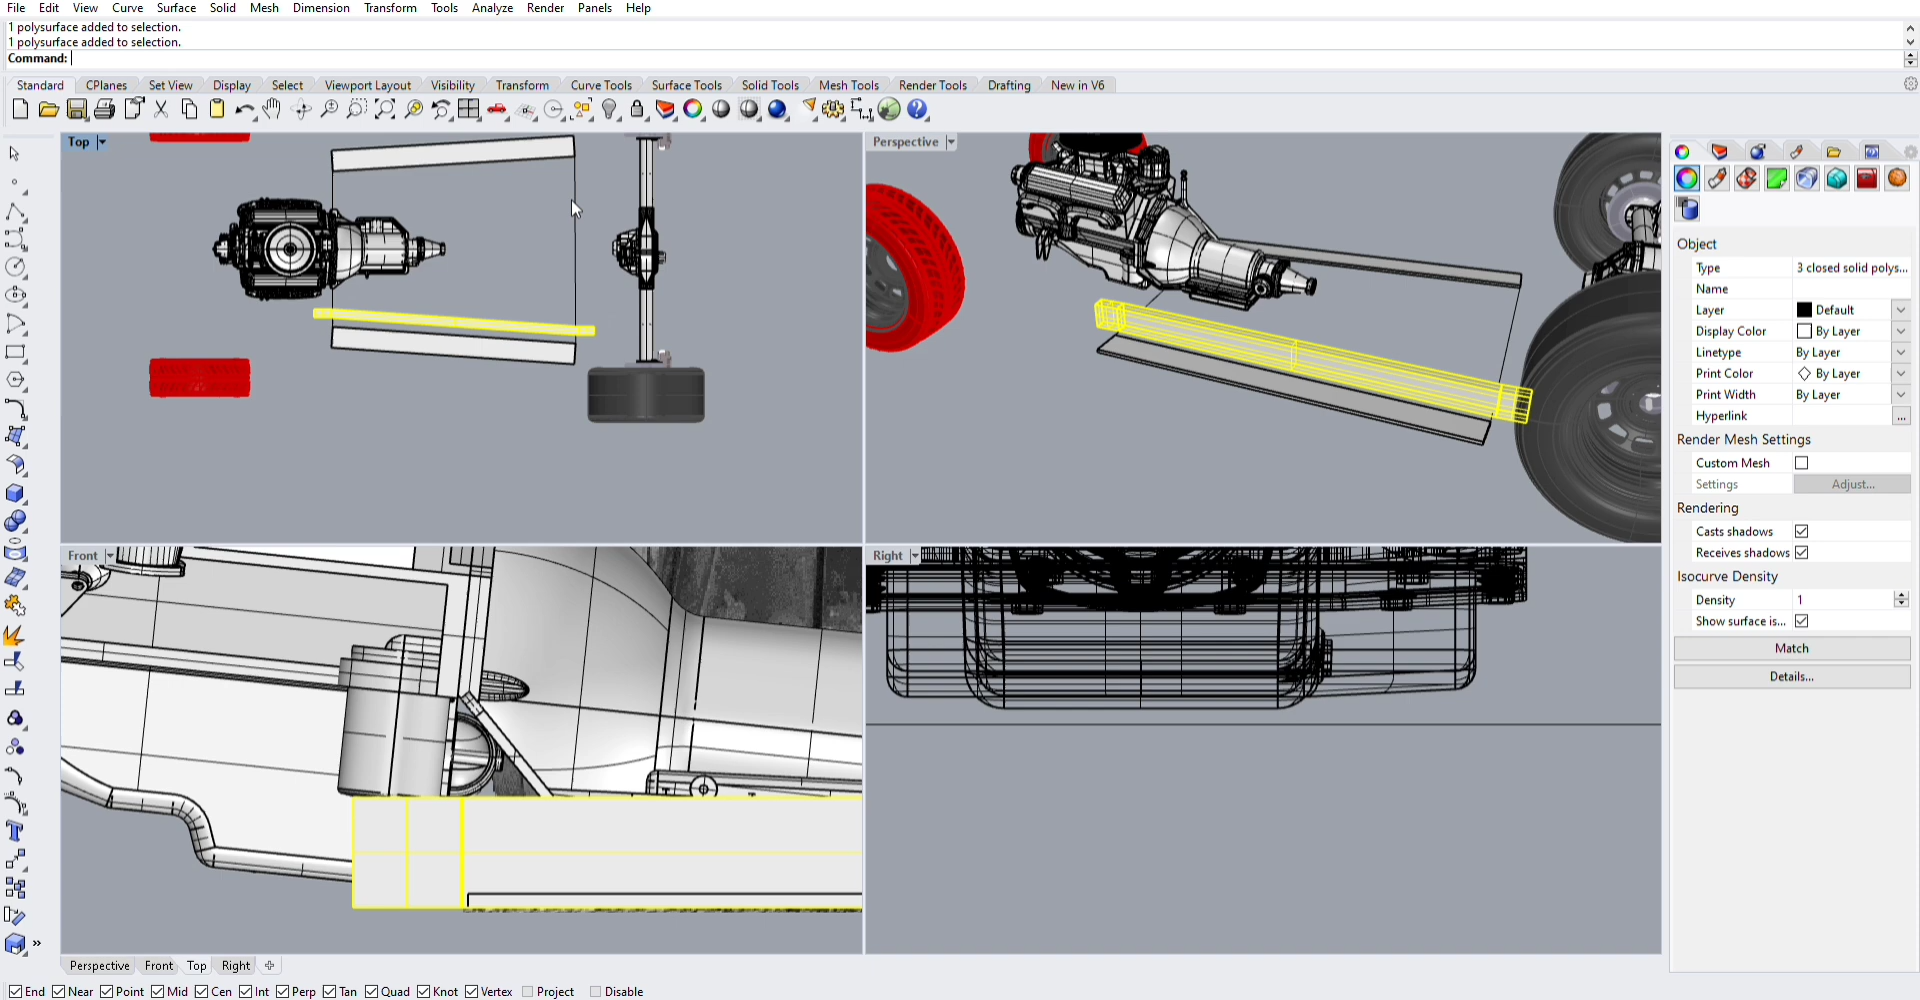 File Edit View Curve Surface Solid Mesh Dimension Transform Tools Analyze Render Panels Help
1 polysurface added to selection.
1 polysurface added to selection.
Command:
Standard CPlanes Set View Display Select Viewport Layout Visibility Transform Curve Tools Surface Tools Solid Tools Mesh Tools Render Tools Drafting New in V6
Top
Perspective
Front
Right
Object
Type 3 closed solid polys...
Name
Layer Default
Display Color By Layer
Linetype By Layer
Print Color By Layer
Print Width By Layer
Hyperlink ...
Render Mesh Settings
Custom Mesh
Settings Adjust...
Rendering
Casts shadows
Receives shadows
Isocurve Density
Density 1
Show surface is...
Match
Details...
Perspective Front Top Right
End Near Point Mid Cen Int Perp Tan Quad Knot Vertex Project Disable